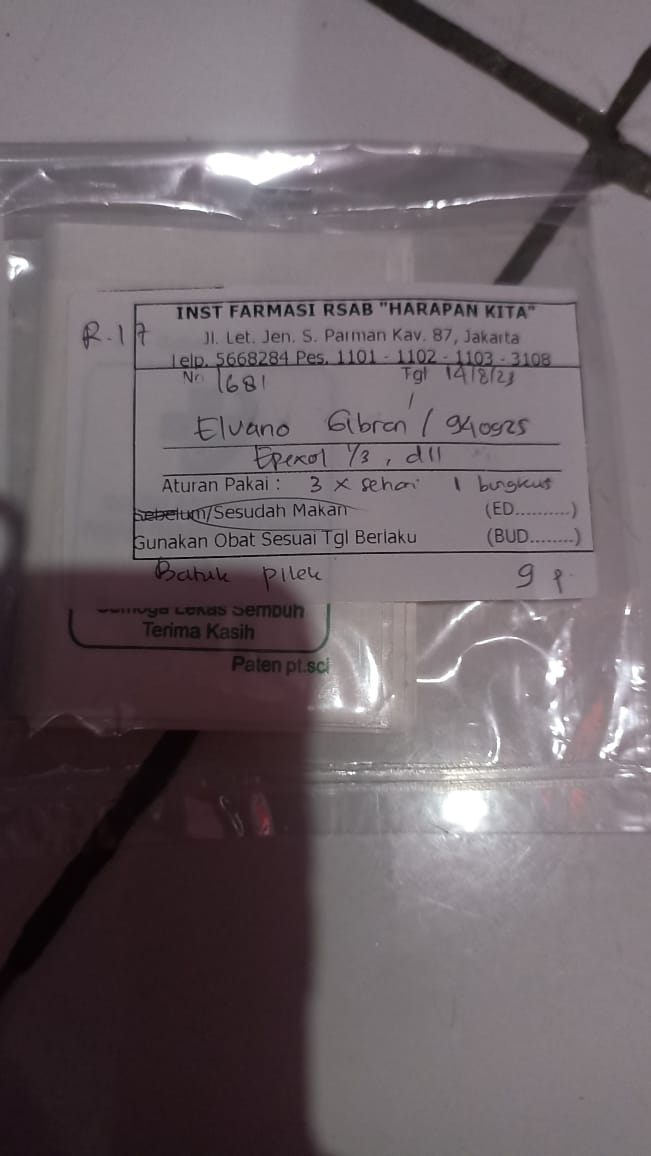 INST FARMASI RSAB "HARAPAN KITA"
R.17
Jl. Let. Jen. S. Parman Kav. 87, Jakarta
Telp. 5668284 Pes. 1101 - 1102 - 1103 - 3108
Nr. 1681 Tgl 14/8/23
Elvano Gibran / 940925
Epexol 1/3, dll
Aturan Pakai : 3 x sehari 1 bungkus
Sebelum/Sesudah Makan (ED..........)
Gunakan Obat Sesuai Tgl Berlaku (BUD........)
Batuk pilek 9 p.
Semoga Lekas Sembuh
Terima Kasih
Paten pt.sci